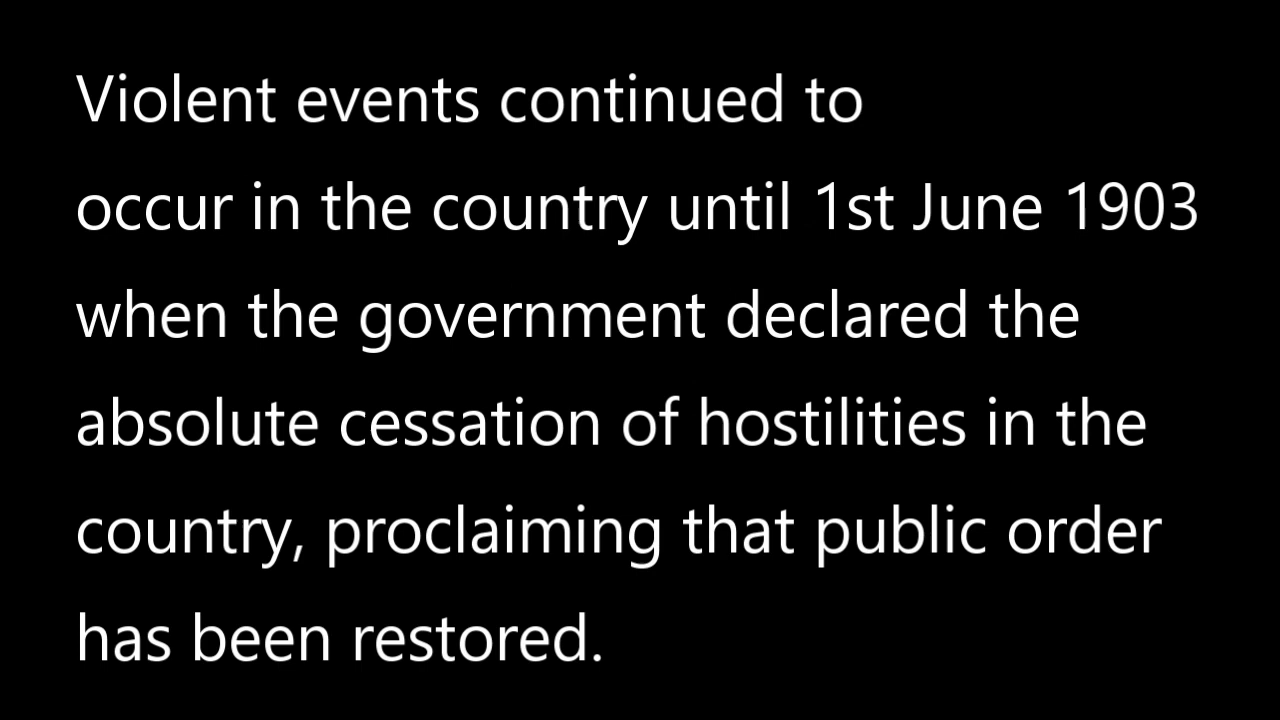 Violent events continued to
occur in the country until 1st June 1903
when the government declared the
absolute cessation of hostilities in the
country, proclaiming that public order
has been restored.